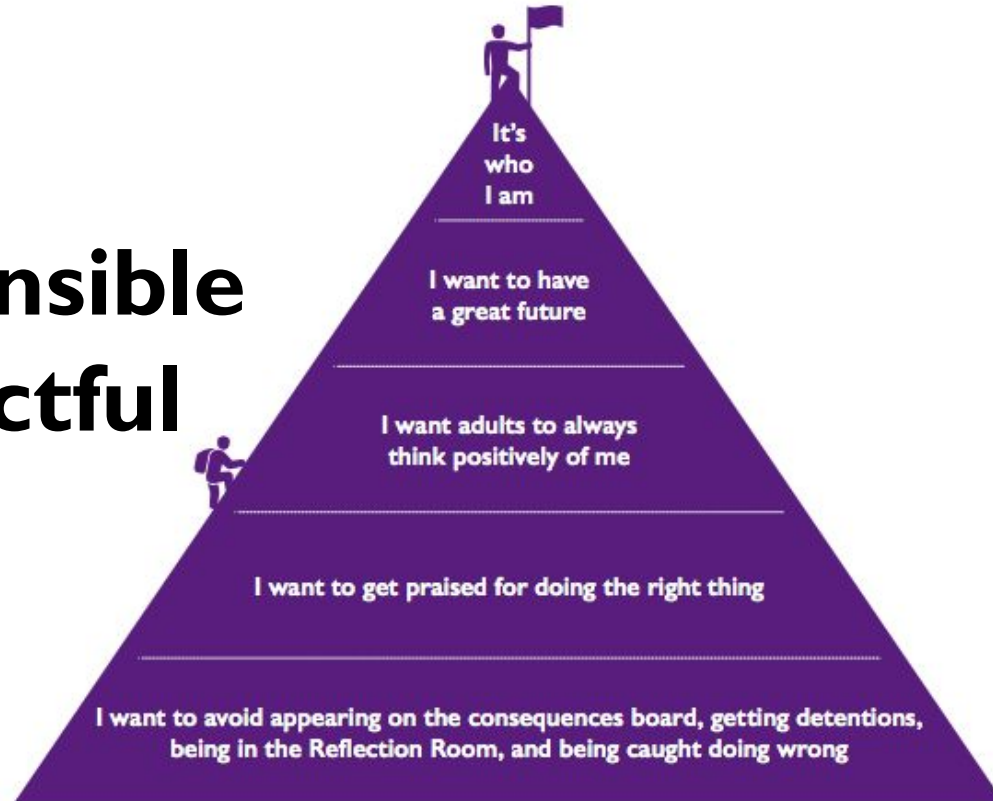 It's
who
I am
I want to have
a great future
nsible
ctful
I want adults to always
think positively of me
I want to get praised for doing the right thing
I want to avoid appearing on the consequences board, getting detentions,
being in the Reflection Room, and being caught doing wrong